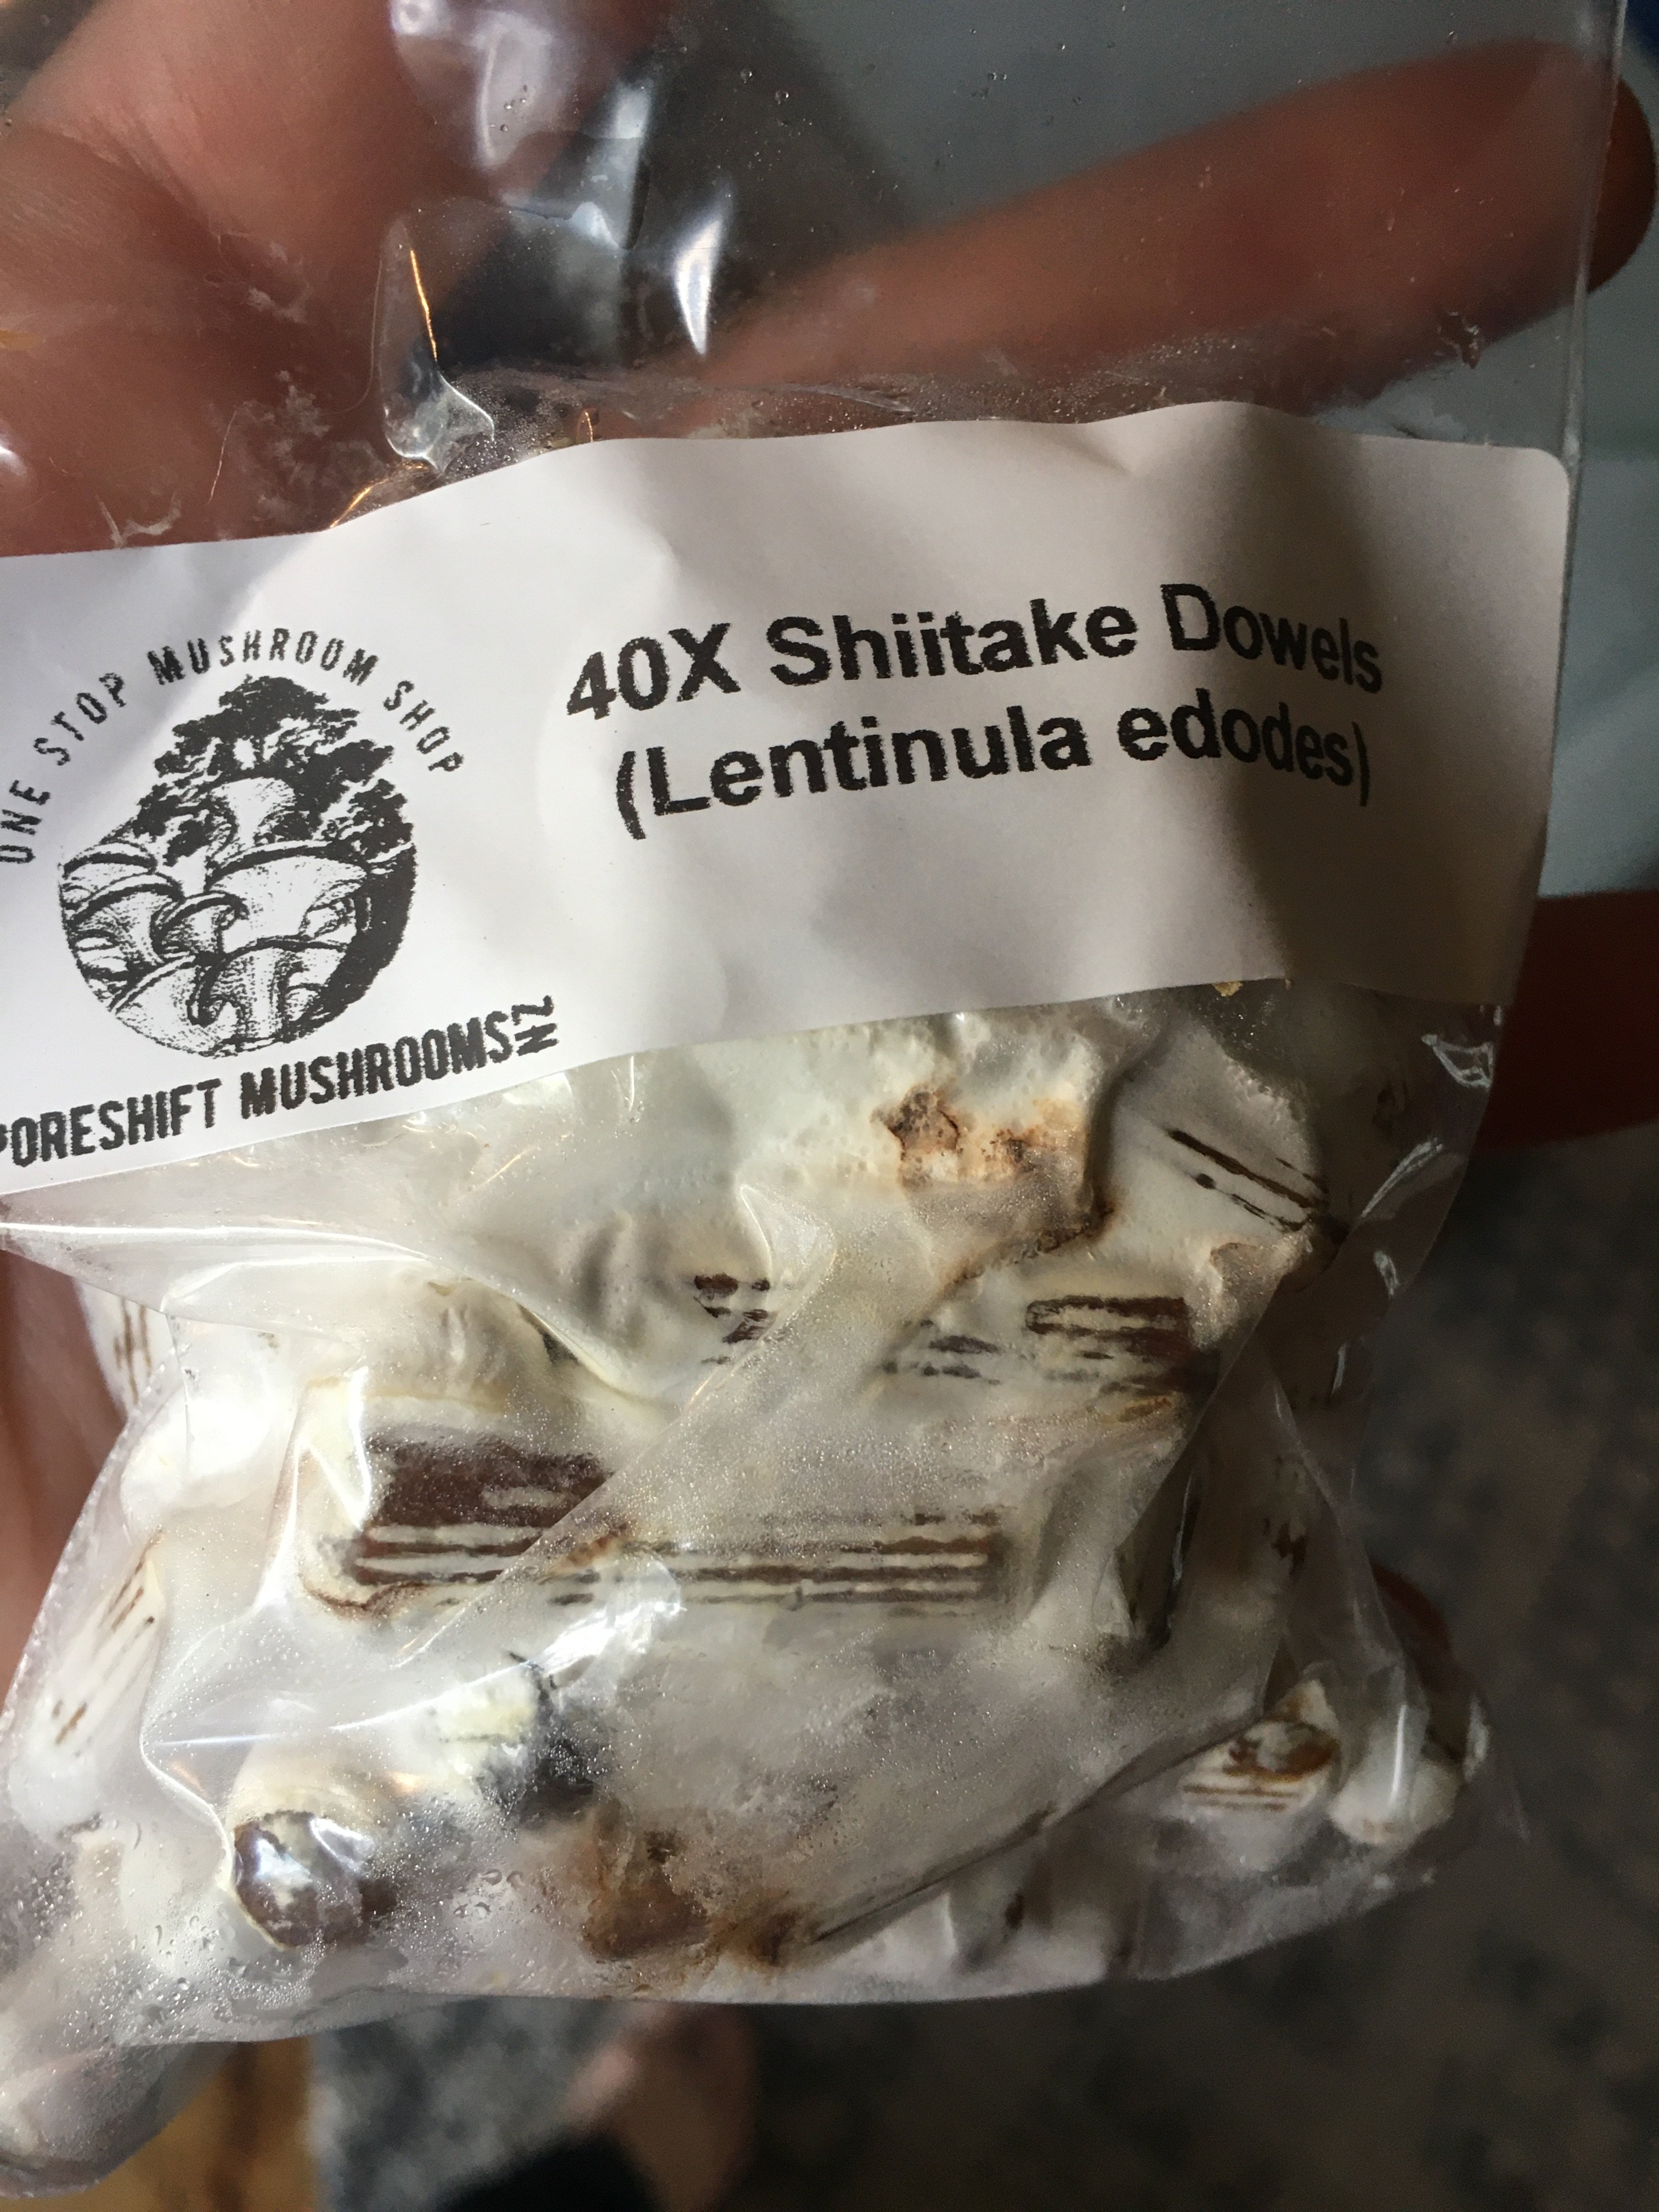 ONE STOP MUSHROOM SHOP
40X Shiitake Dowels
(Lentinula edodes)
PORESHIFT MUSHROOMS NZ